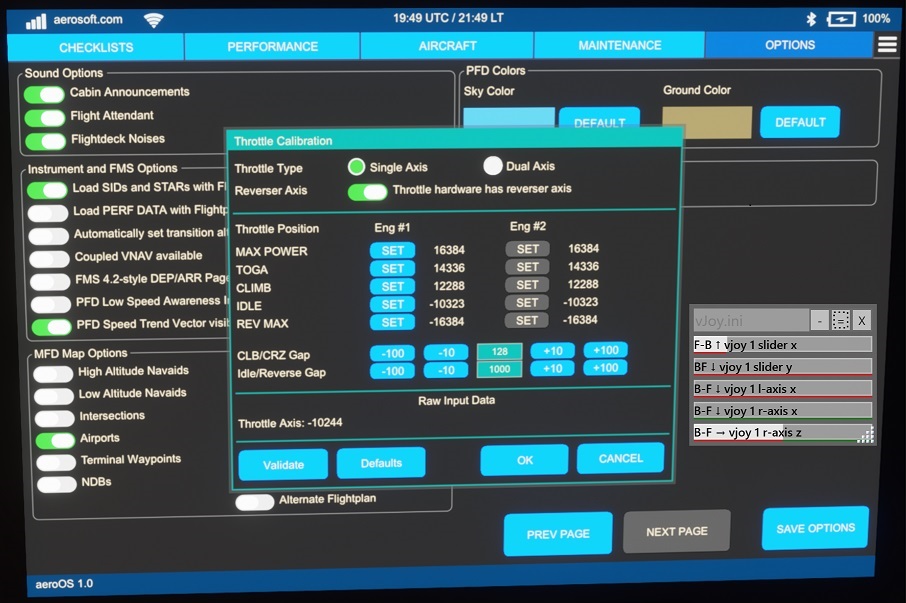 aerosoft.com
19:49 UTC / 21:49 LT
100%
CHECKLISTS
PERFORMANCE
AIRCRAFT
MAINTENANCE
OPTIONS
Sound Options
Cabin Announcements
Flight Attendant
Flightdeck Noises
PFD Colors
Sky Color
DEFAULT
Ground Color
DEFAULT
Instrument and FMS Options
Load SIDs and STARs with Fl
Load PERF DATA with Flightp
Automatically set transition alt
Coupled VNAV available
FMS 4.2-style DEP/ARR Page
PFD Low Speed Awareness I
PFD Speed Trend Vector visib
MFD Map Options
High Altitude Navaids
Low Altitude Navaids
Intersections
Airports
Terminal Waypoints
NDBs
Alternate Flightplan
Throttle Calibration
Throttle Type
Single Axis
Dual Axis
Reverser Axis
Throttle hardware has reverser axis
Throttle Position Eng #1 Eng #2
MAX POWER SET 16384 SET 16384
TOGA SET 14336 SET 14336
CLIMB SET 12288 SET 12288
IDLE SET -10323 SET -10323
REV MAX SET -16384 SET -16384
CLB/CRZ Gap -100 -10 128 +10 +100
Idle/Reverse Gap -100 -10 1000 +10 +100
Raw Input Data
Throttle Axis: -10244
Validate
Defaults
OK
CANCEL
vJoy.ini - X
F-B ↑ vjoy 1 slider x
BF ↓ vjoy 1 slider y
B-F ↓ vjoy 1 l-axis x
B-F ↓ vjoy 1 r-axis x
B-F → vjoy 1 r-axis z
PREV PAGE
NEXT PAGE
SAVE OPTIONS
aeroOS 1.0